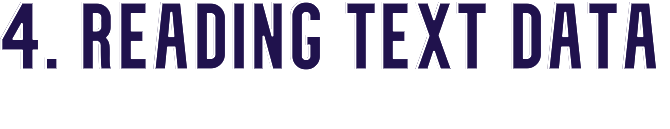 4. READING TEXT DATA